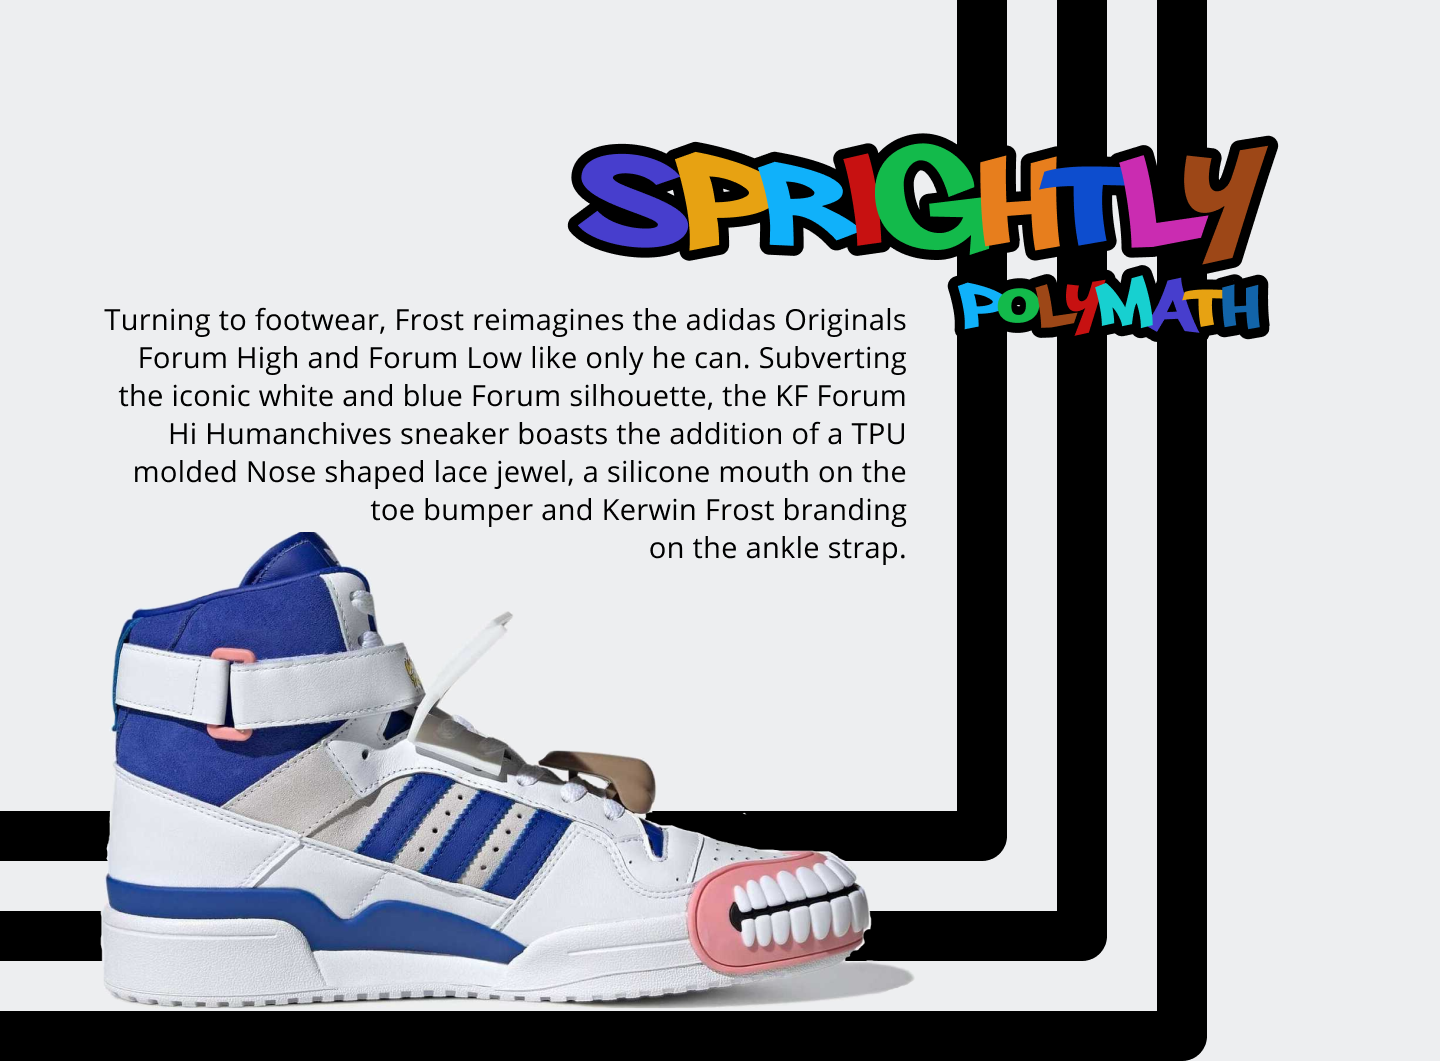 SPRIGHTLY
POLYMATH
Turning to footwear, Frost reimagines the adidas Originals
Forum High and Forum Low like only he can. Subverting
the iconic white and blue Forum silhouette, the KF Forum
Hi Humanchives sneaker boasts the addition of a TPU
molded Nose shaped lace jewel, a silicone mouth on the
toe bumper and Kerwin Frost branding
on the ankle strap.